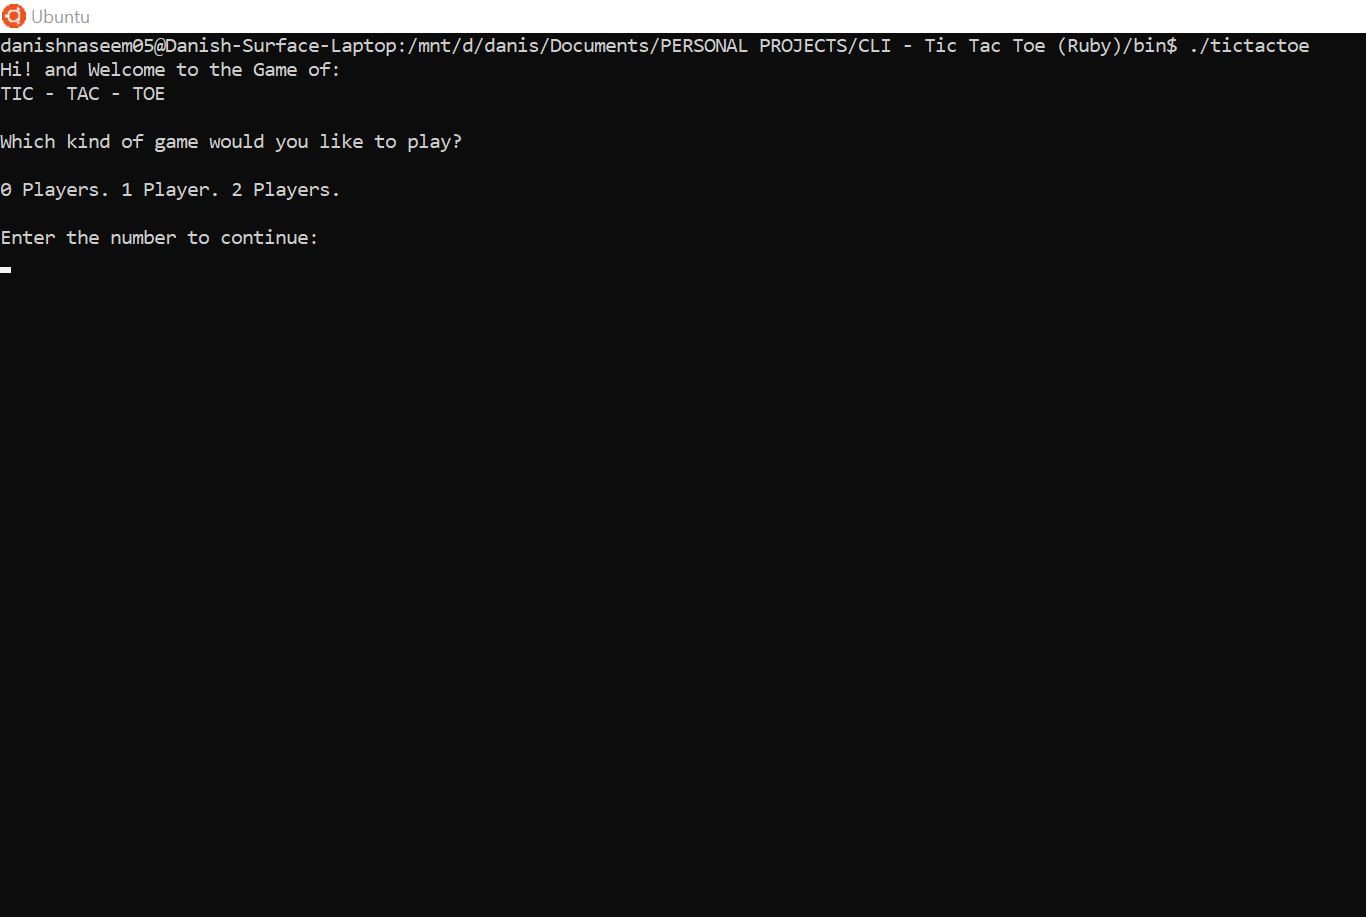 Ubuntu
danishnaseem05@Danish-Surface-Laptop:/mnt/d/danis/Documents/PERSONAL PROJECTS/CLI - Tic Tac Toe (Ruby)/bin$ ./tictactoe
Hi! and Welcome to the Game of:
TIC - TAC - TOE
Which kind of game would you like to play?
0 Players. 1 Player. 2 Players.
Enter the number to continue: